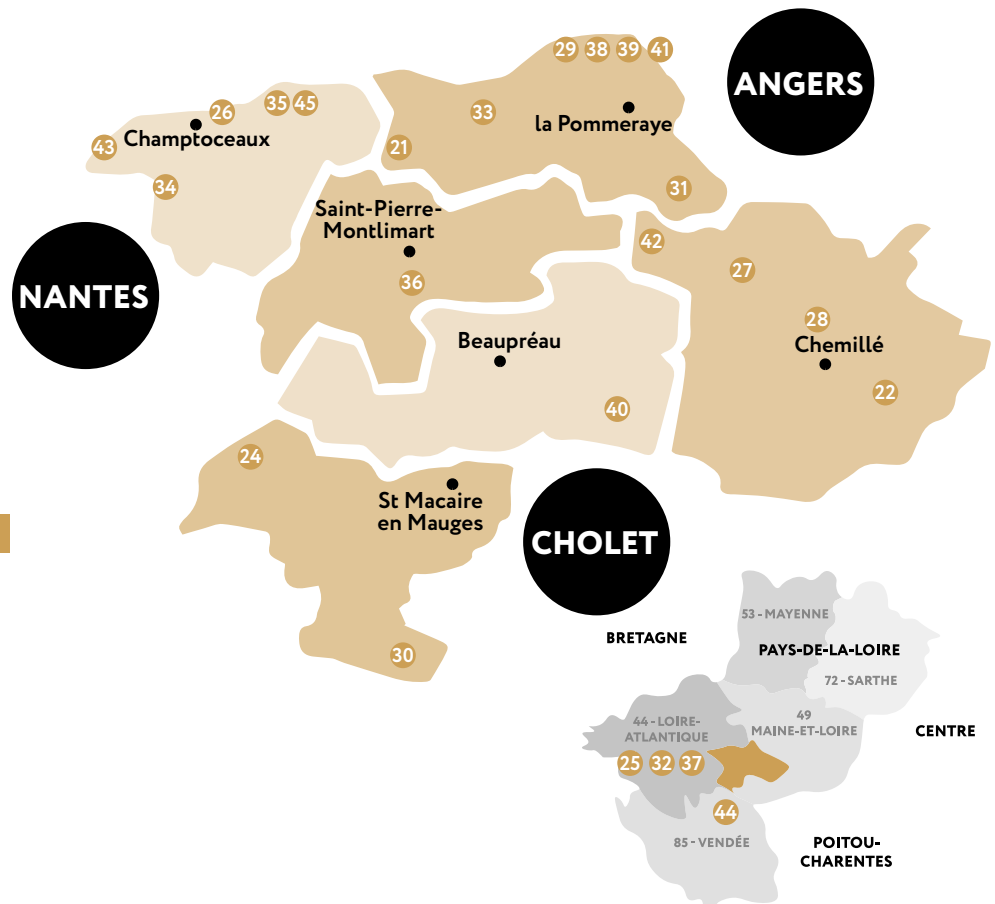 29 38 39 41
ANGERS
35 45
26
33
la Pommeraye
Champtoceaux
43
21
34
31
Saint-Pierre-
Montlimart
42
27
36
NANTES
28
Beaupréau
Chemillé
22
40
24
St Macaire
en Mauges
CHOLET
30
53 - MAYENNE
BRETAGNE
PAYS-DE-LA-LOIRE
72 - SARTHE
44 - LOIRE-
ATLANTIQUE
49
MAINE-ET-LOIRE
CENTRE
25 32 37
44
85 - VENDÉE
POITOU-
CHARENTES